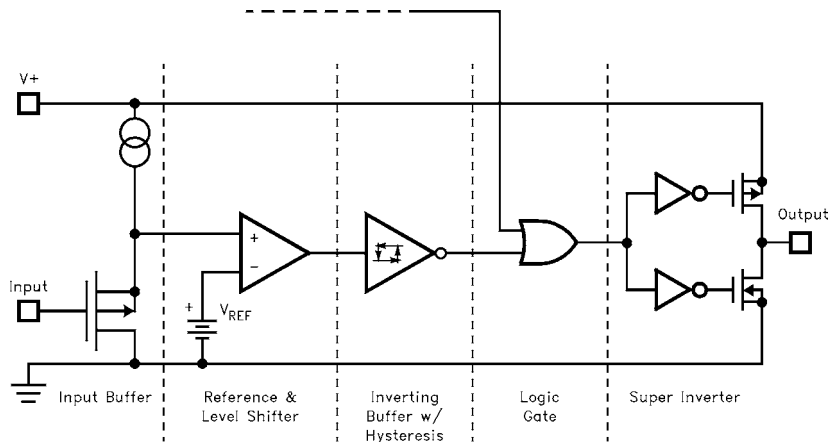 V+
Output
Input
+
−
+
VREF
Input Buffer
Reference &
Level Shifter
Inverting
Buffer w/
Hysteresis
Logic
Gate
Super Inverter